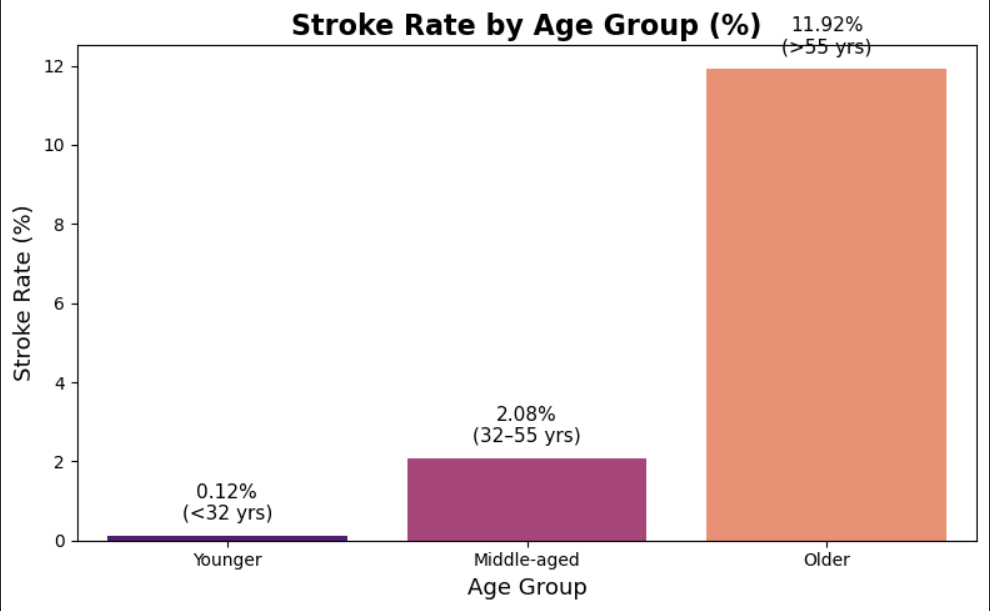 Stroke Rate by Age Group (%)
11.92%
(>55 yrs)
12
10
8
6
4
2
0
Stroke Rate (%)
2.08%
(32–55 yrs)
0.12%
(<32 yrs)
Younger
Middle-aged
Older
Age Group